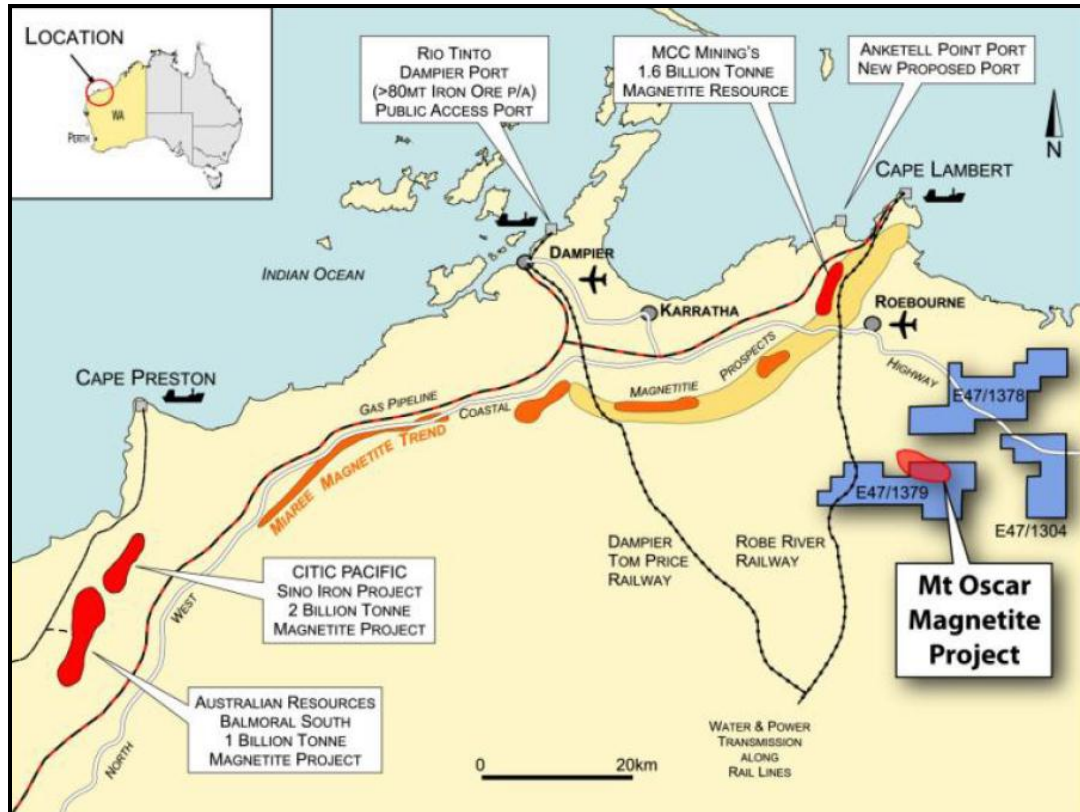 LOCATION
WA
PERTH
RIO TINTO
DAMPIER PORT
(>80MT IRON ORE P/A)
PUBLIC ACCESS PORT
MCC MINING'S
1.6 BILLION TONNE
MAGNETITE RESOURCE
ANKETELL POINT PORT
NEW PROPOSED PORT
N
CAPE LAMBERT
INDIAN OCEAN
DAMPIER
KARRATHA
ROEBOURNE
CAPE PRESTON
GAS PIPELINE
COASTAL
MAGNETITIE
PROSPECTS
HIGHWAY
E47/1378
MIAREE MAGNETITE TREND
E47/1379
E47/1304
CITIC PACIFIC
SINO IRON PROJECT
2 BILLION TONNE
MAGNETITE PROJECT
DAMPIER
TOM PRICE
RAILWAY
ROBE RIVER
RAILWAY
Mt Oscar
Magnetite
Project
WEST
AUSTRALIAN RESOURCES
BALMORAL SOUTH
1 BILLION TONNE
MAGNETITE PROJECT
NORTH
WATER & POWER
TRANSMISSION
ALONG
RAIL LINES
0
20km